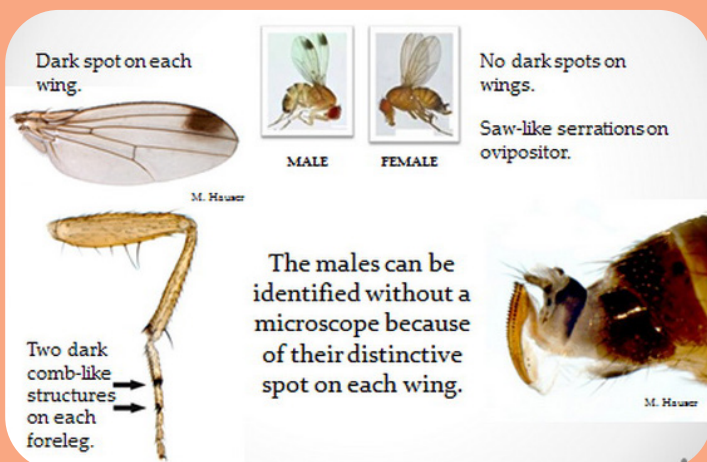 Dark spot on each
wing.
M. Hauser
MALE
FEMALE
No dark spots on
wings.
Saw-like serrations on
ovipositor.
Two dark
comb-like
structures
on each
foreleg.
The males can be
identified without a
microscope because
of their distinctive
spot on each wing.
M. Hauser